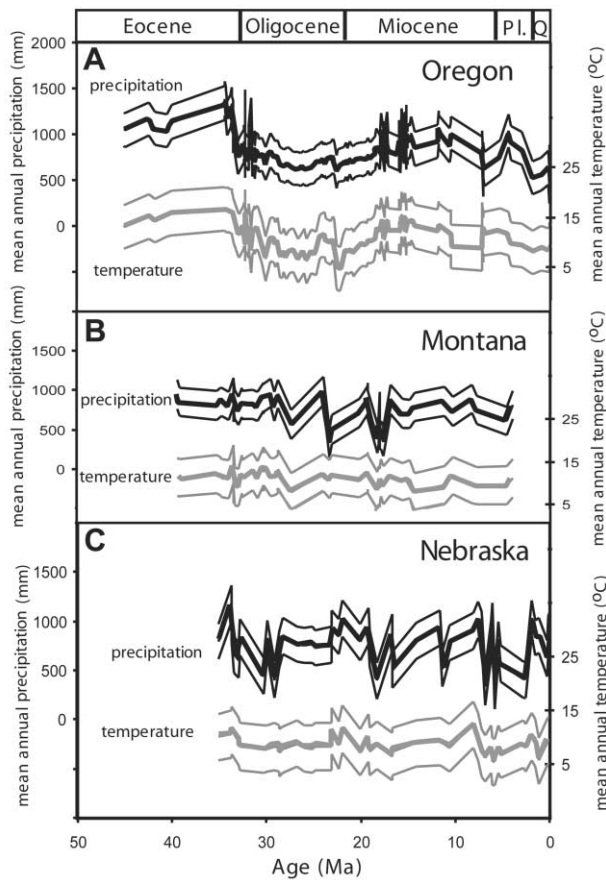 Eocene Oligocene Miocene Pl. Q
2000
A
precipitation
Oregon
1500
1000
500
0
25
15
5
temperature
mean annual precipitation (mm)
mean annual temperature (ºC)
B
Montana
1500
1000
500
0
precipitation
25
15
5
temperature
mean annual precipitation (mm)
mean annual temperature (ºC)
C
Nebraska
1500
1000
500
0
precipitation
25
15
5
temperature
mean annual precipitation (mm)
mean annual temperature (ºC)
50 40 30 20 10 0
Age (Ma)